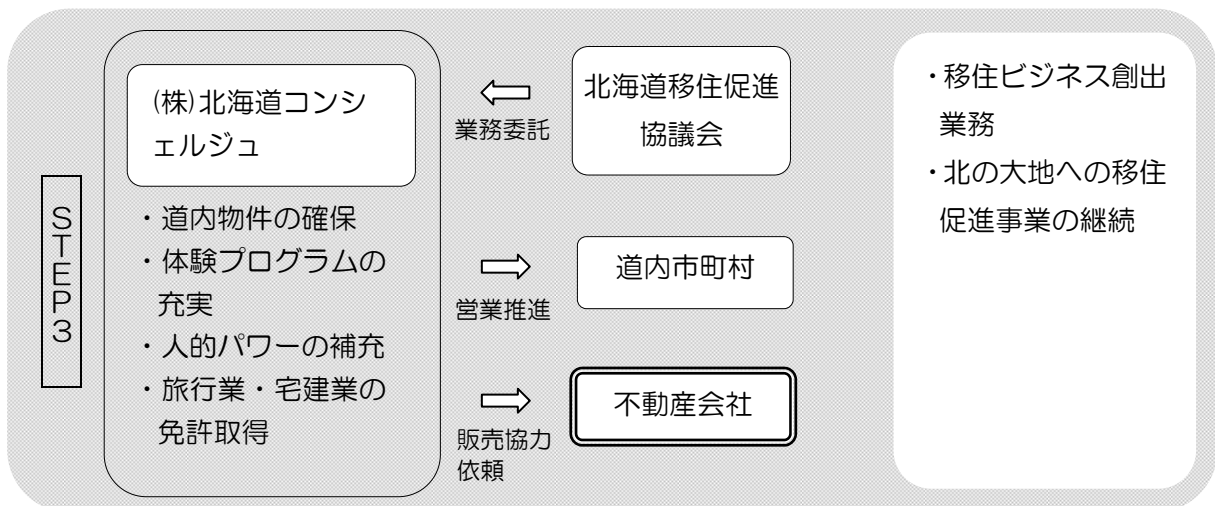 STEP3
(株)北海道コンシ
ェルジュ
・道内物件の確保
・体験プログラムの
充実
・人的パワーの補充
・旅行業・宅建業の
免許取得
業務委託
北海道移住促進
協議会
営業推進
道内市町村
販売協力
依頼
不動産会社
・移住ビジネス創出
業務
・北の大地への移住
促進事業の継続